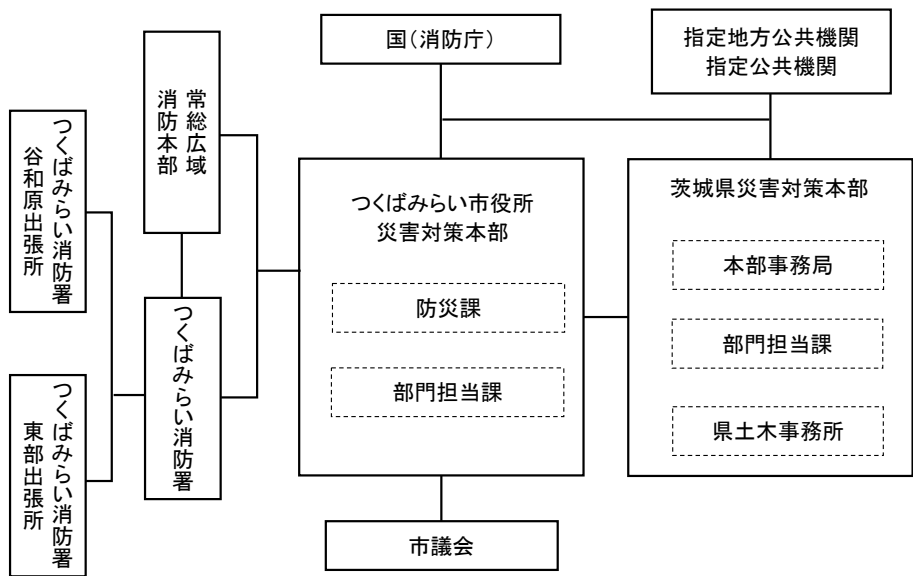 国（消防庁）
指定地方公共機関
指定公共機関
常総広域
消防本部
つくばみらい消防署
谷和原出張所
つくばみらい市役所
災害対策本部
茨城県災害対策本部
本部事務局
防災課
つくばみらい消防署
部門担当課
部門担当課
つくばみらい消防署
東部出張所
県土木事務所
市議会